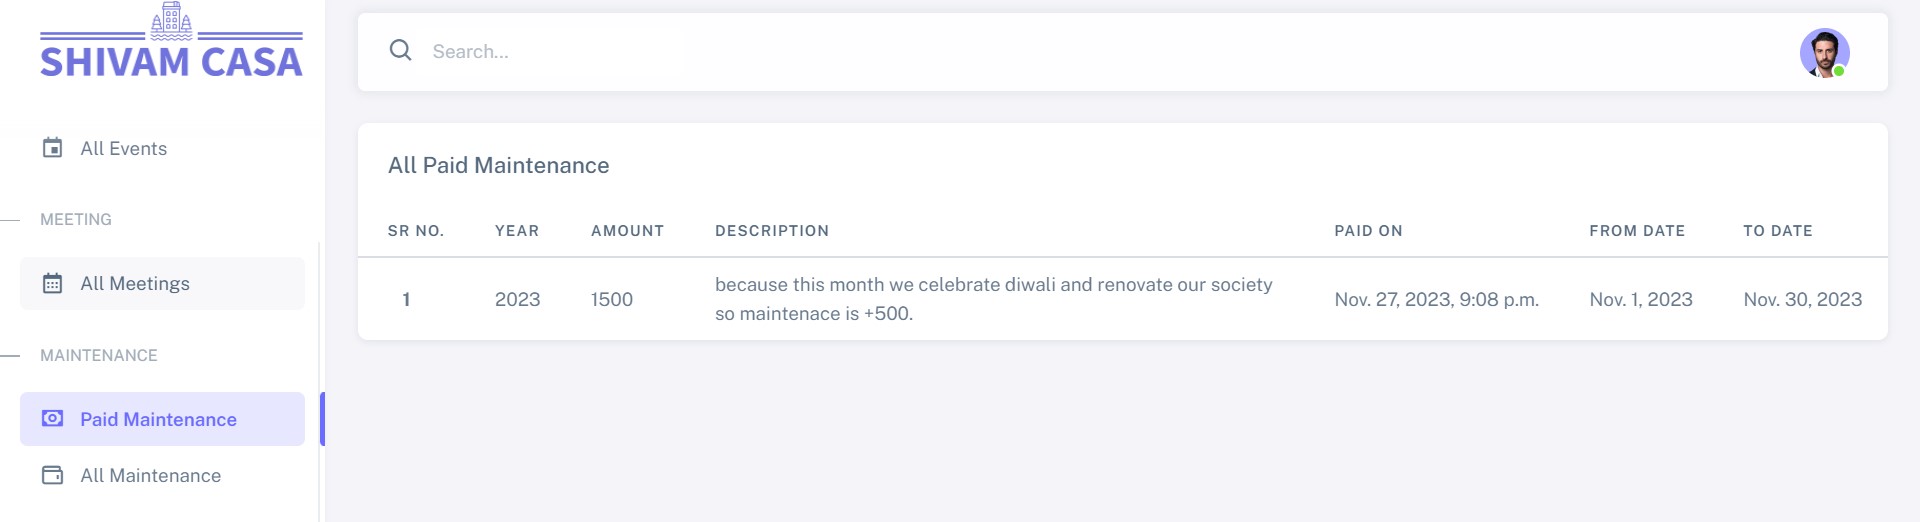 SHIVAM CASA
Search...
All Events
MEETING
All Meetings
MAINTENANCE
Paid Maintenance
All Maintenance
All Paid Maintenance
SR NO. YEAR AMOUNT DESCRIPTION PAID ON FROM DATE TO DATE
1 2023 1500 because this month we celebrate diwali and renovate our society Nov. 27, 2023, 9:08 p.m. Nov. 1, 2023 Nov. 30, 2023
so maintenace is +500.